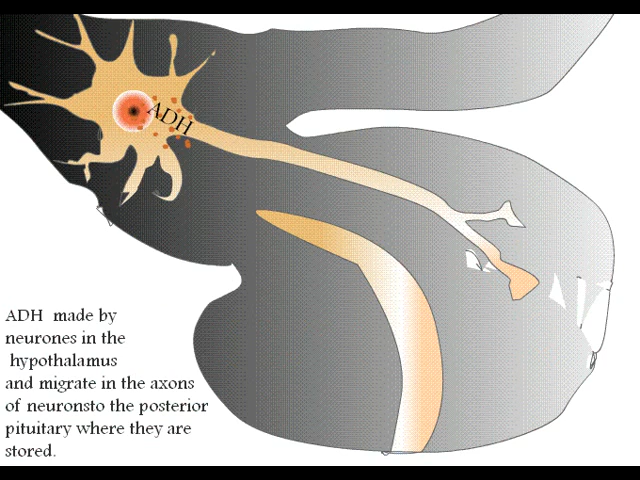 ADH
ADH made by
neurones in the
hypothalamus
and migrate in the axons
of neuronsto the posterior
pituitary where they are
stored.